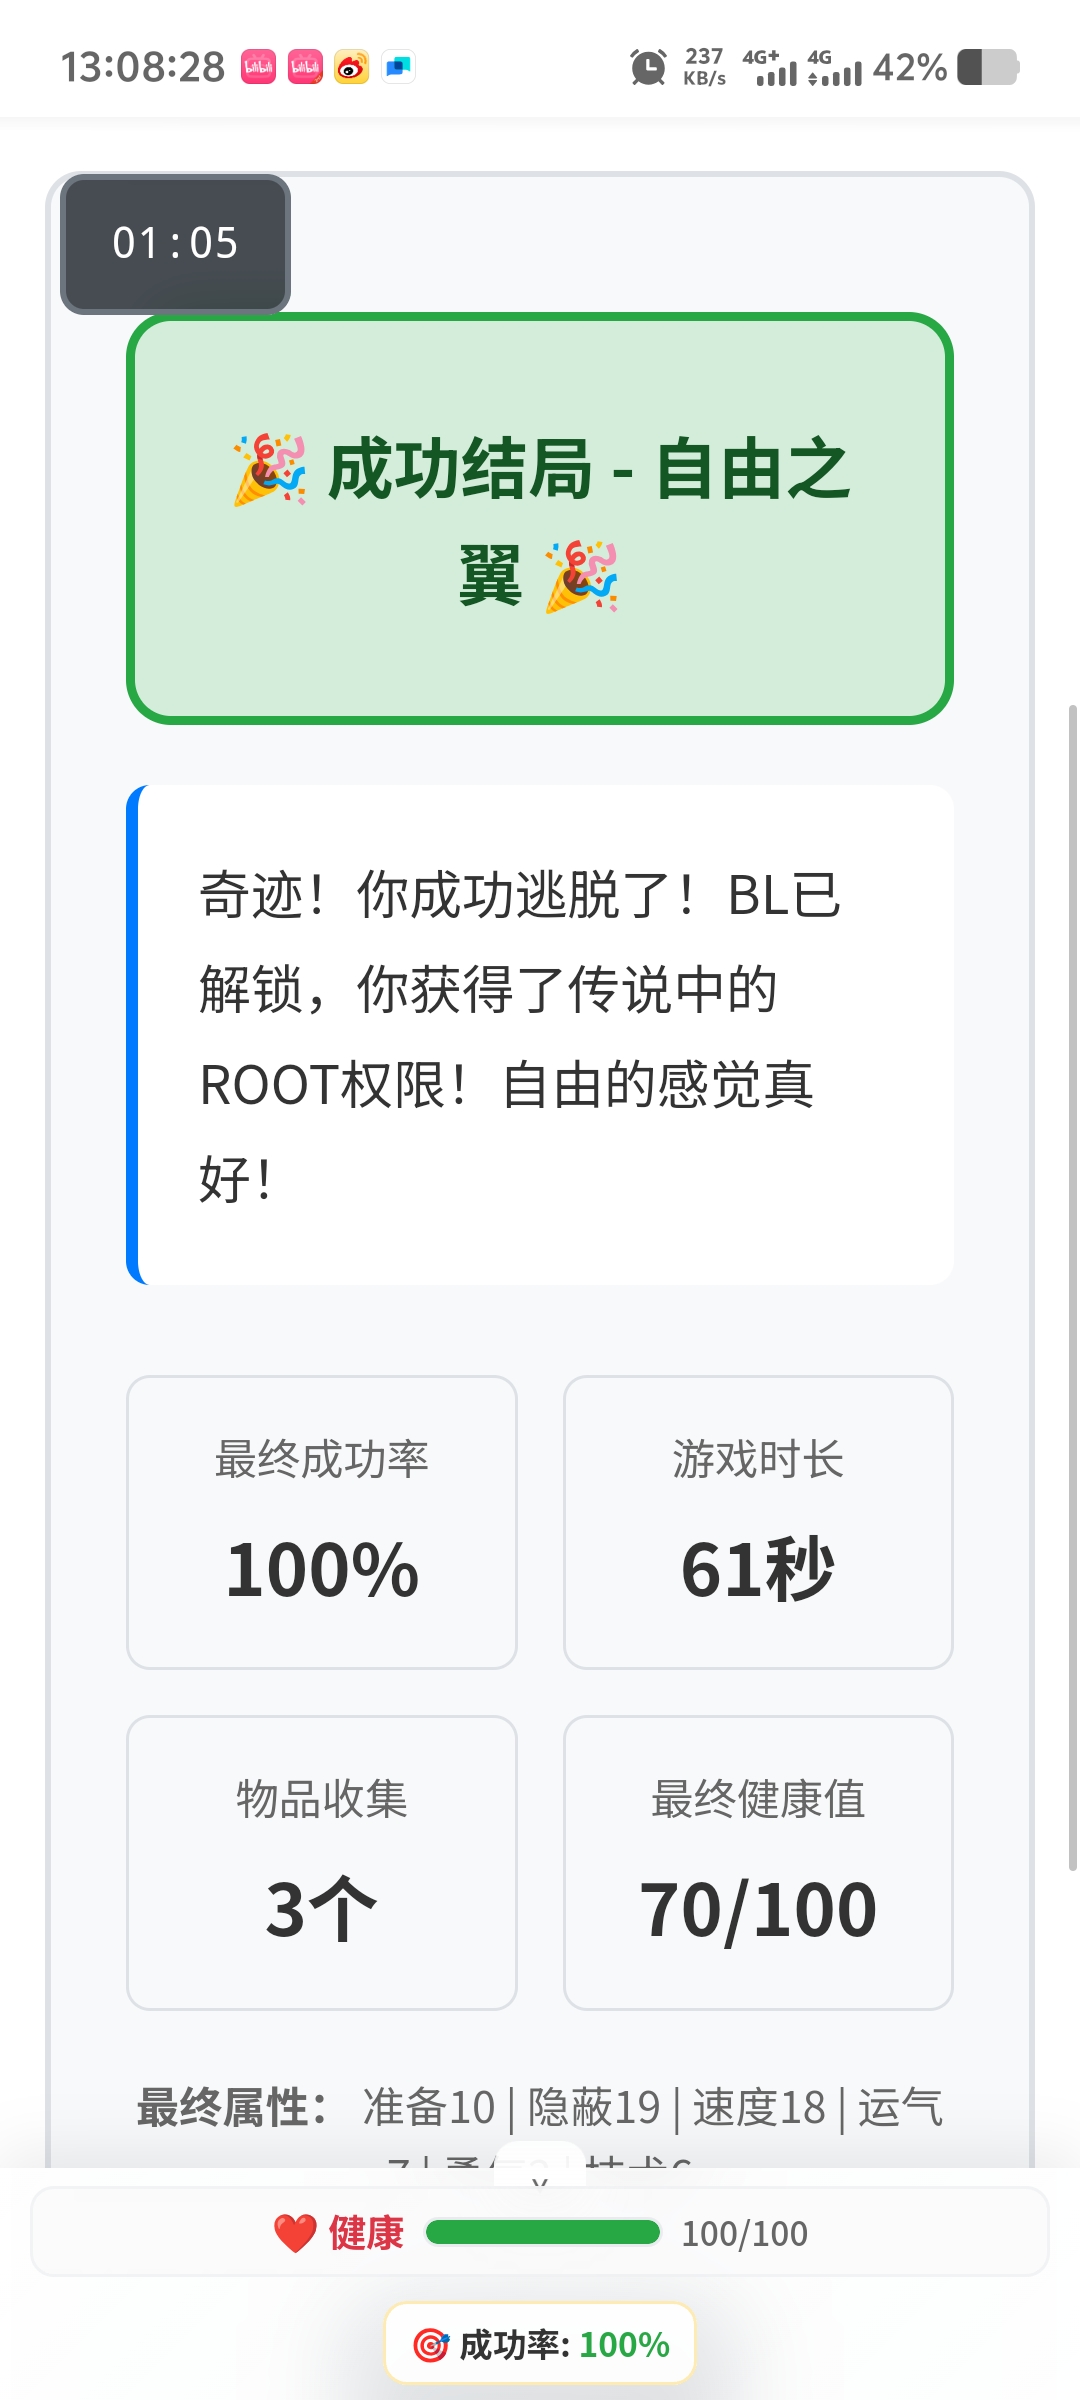 13:08:28 237 KB/s 4G+ 4G 42%
01:05
🎉 成功结局 - 自由之
翼 🎉
奇迹！你成功逃脱了！BL已
解锁，你获得了传说中的
ROOT权限！自由的感觉真
好！
最终成功率
100%
游戏时长
61秒
物品收集
3个
最终健康值
70/100
最终属性： 准备10 | 隐蔽19 | 速度18 | 运气
❤️ 健康 100/100
🎯 成功率: 100%